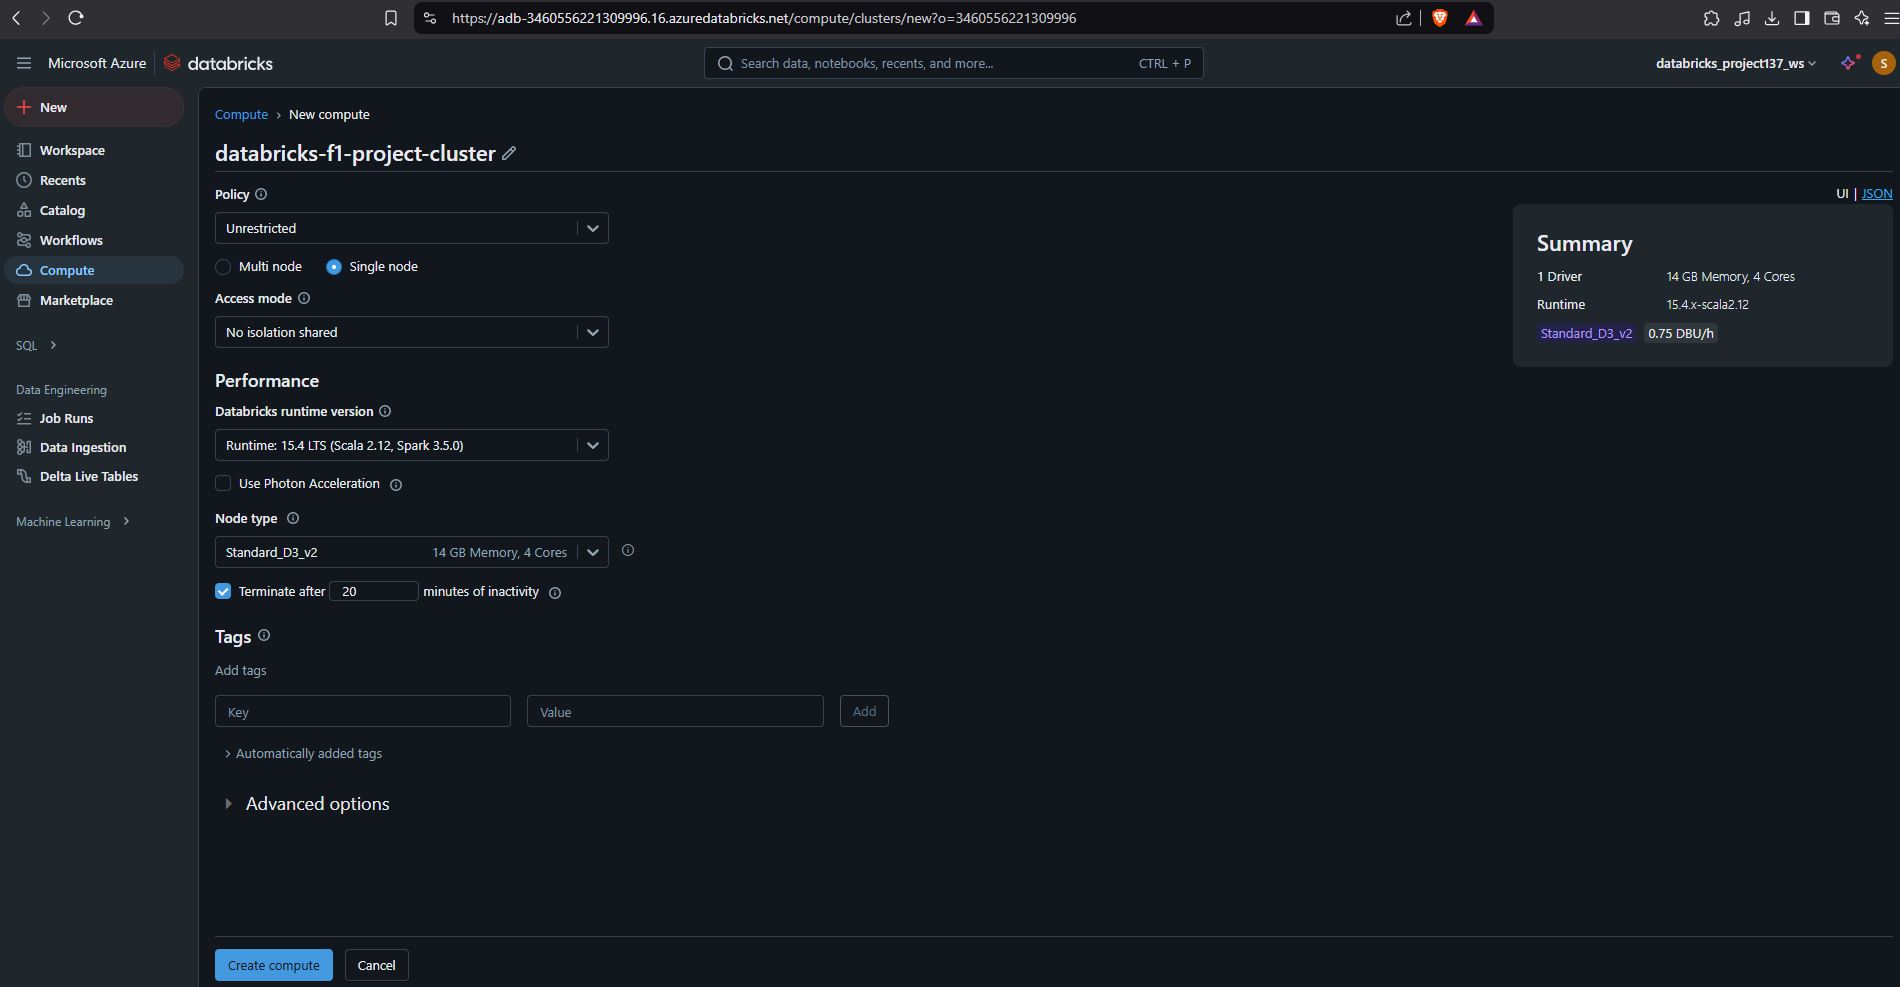 https://adb-3460556221309996.16.azuredatabricks.net/compute/clusters/new?o=3460556221309996
Microsoft Azure databricks
Search data, notebooks, recents, and more... CTRL + P
databricks_project137_ws
S
New
Workspace
Recents
Catalog
Workflows
Compute
Marketplace
SQL
Data Engineering
Job Runs
Data Ingestion
Delta Live Tables
Machine Learning
Compute › New compute
databricks-f1-project-cluster
Policy
UI | JSON
Unrestricted
Multi node Single node
Access mode
No isolation shared
Performance
Databricks runtime version
Runtime: 15.4 LTS (Scala 2.12, Spark 3.5.0)
Use Photon Acceleration
Node type
Standard_D3_v2 14 GB Memory, 4 Cores
Terminate after 20 minutes of inactivity
Tags
Add tags
Key Value Add
Automatically added tags
Advanced options
Create compute Cancel
Summary
1 Driver 14 GB Memory, 4 Cores
Runtime 15.4.x-scala2.12
Standard_D3_v2 0.75 DBU/h